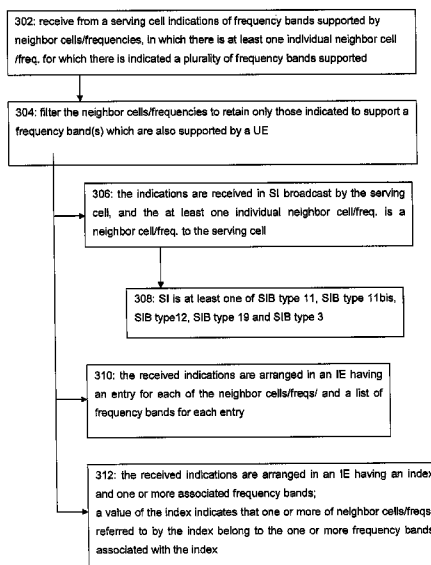 302: receive from a serving cell indications of frequency bands supported by
neighbor cells/frequencies, in which there is at least one individual neighbor cell
/freq. for which there is indicated a plurality of frequency bands supported
304: filter the neighbor cells/frequencies to retain only those indicated to support a
frequency band(s) which are also supported by a UE
306: the indications are received in SI broadcast by the serving
cell, and the at least one individual neighbor cell/freq. is a
neighbor cell/freq. to the serving cell
308: SI is at least one of SIB type 11, SIB type 11bis,
SIB type12, SIB type 19 and SIB type 3
310: the received indications are arranged in an IE having
an entry for each of the neighbor cells/freqs/ and a list of
frequency bands for each entry
312: the received indications are arranged in an IE having an index
and one or more associated frequency bands;
a value of the index indicates that one or more of neighbor cells/freqs
referred to by the index belong to the one or more frequency bands
associated with the index